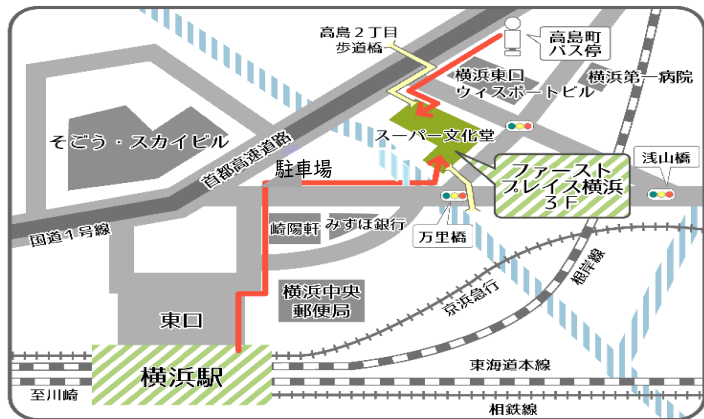 高島2丁目
歩道橋
高島町
バス停
横浜東口
ウィスポートビル
横浜第一病院
そごう・スカイビル
首都高速道路
スーパー文化堂
駐車場
ファースト
プレイス横浜
3F
浅山橋
国道1号線
崎陽軒
みずほ銀行
万里橋
横浜中央
郵便局
京浜急行
根岸線
東口
横浜駅
東海道本線
至川崎
相鉄線